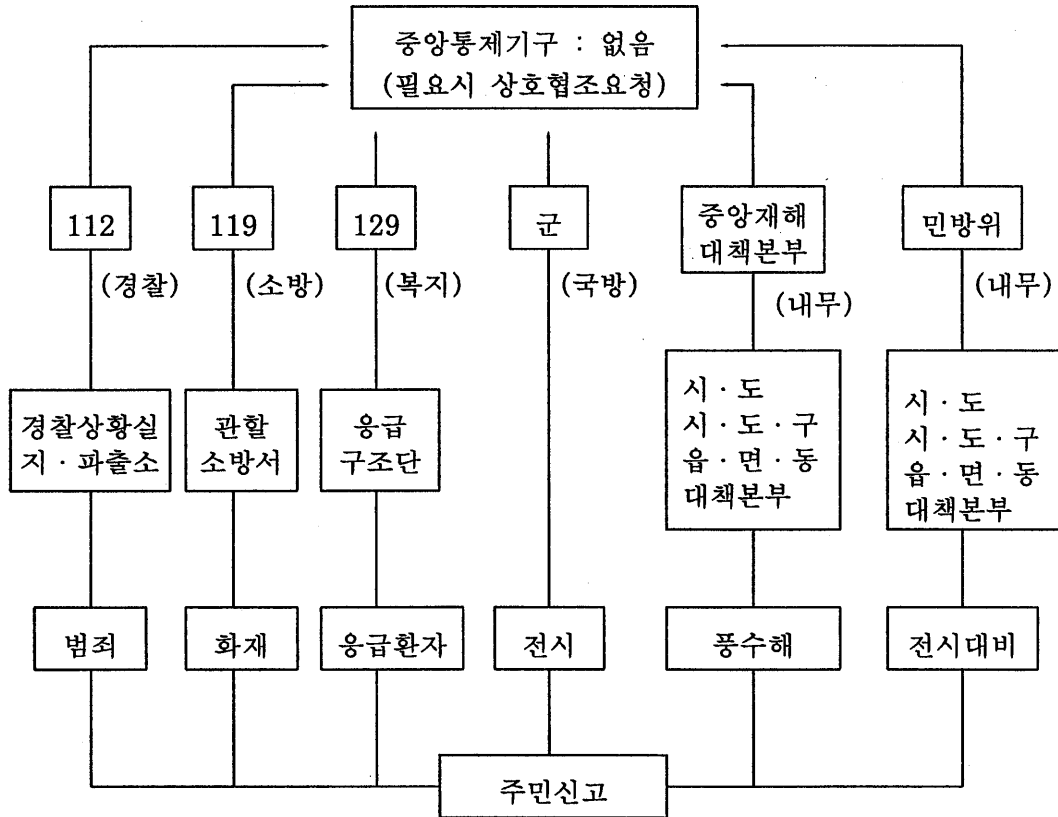 중앙통제기구 : 없음
(필요시 상호협조요청)
112
119
129
군
중앙재해
대책본부
민방위
(경찰)
(소방)
(복지)
(국방)
(내무)
(내무)
경찰상황실
지 · 파출소
관할
소방서
응급
구조단
시 · 도
시 · 도 · 구
읍 · 면 · 동
대책본부
시 · 도
시 · 도 · 구
읍 · 면 · 동
대책본부
범죄
화재
응급환자
전시
풍수해
전시대비
주민신고